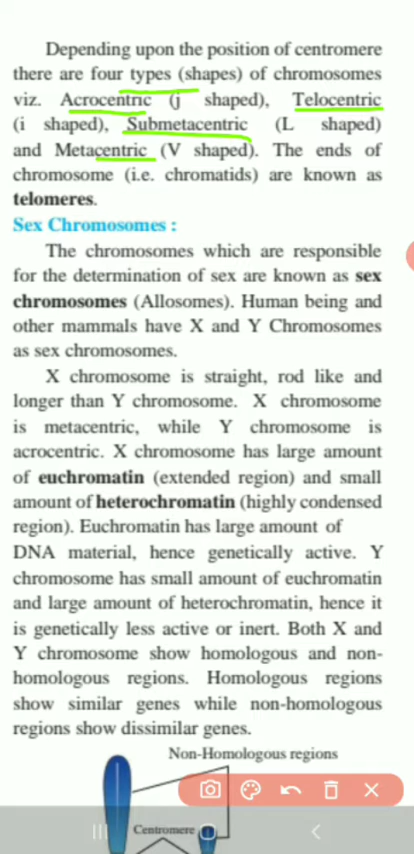 Depending upon the position of centromere
there are four types (shapes) of chromosomes
viz. Acrocentric (j shaped), Telocentric
(i shaped), Submetacentric (L shaped)
and Metacentric (V shaped). The ends of
chromosome (i.e. chromatids) are known as
telomeres.
Sex Chromosomes :
The chromosomes which are responsible
for the determination of sex are known as sex
chromosomes (Allosomes). Human being and
other mammals have X and Y Chromosomes
as sex chromosomes.
X chromosome is straight, rod like and
longer than Y chromosome. X chromosome
is metacentric, while Y chromosome is
acrocentric. X chromosome has large amount
of euchromatin (extended region) and small
amount of heterochromatin (highly condensed
region). Euchromatin has large amount of
DNA material, hence genetically active. Y
chromosome has small amount of euchromatin
and large amount of heterochromatin, hence it
is genetically less active or inert. Both X and
Y chromosome show homologous and non-
homologous regions. Homologous regions
show similar genes while non-homologous
regions show dissimilar genes.
Non-Homologous regions
Centromere